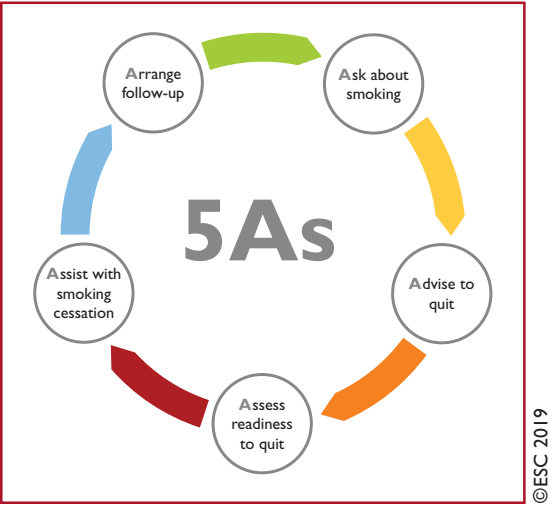 Arrange
follow-up
Ask about
smoking
5As
Assist with
smoking
cessation
Advise to
quit
Assess
readiness
to quit
©ESC 2019